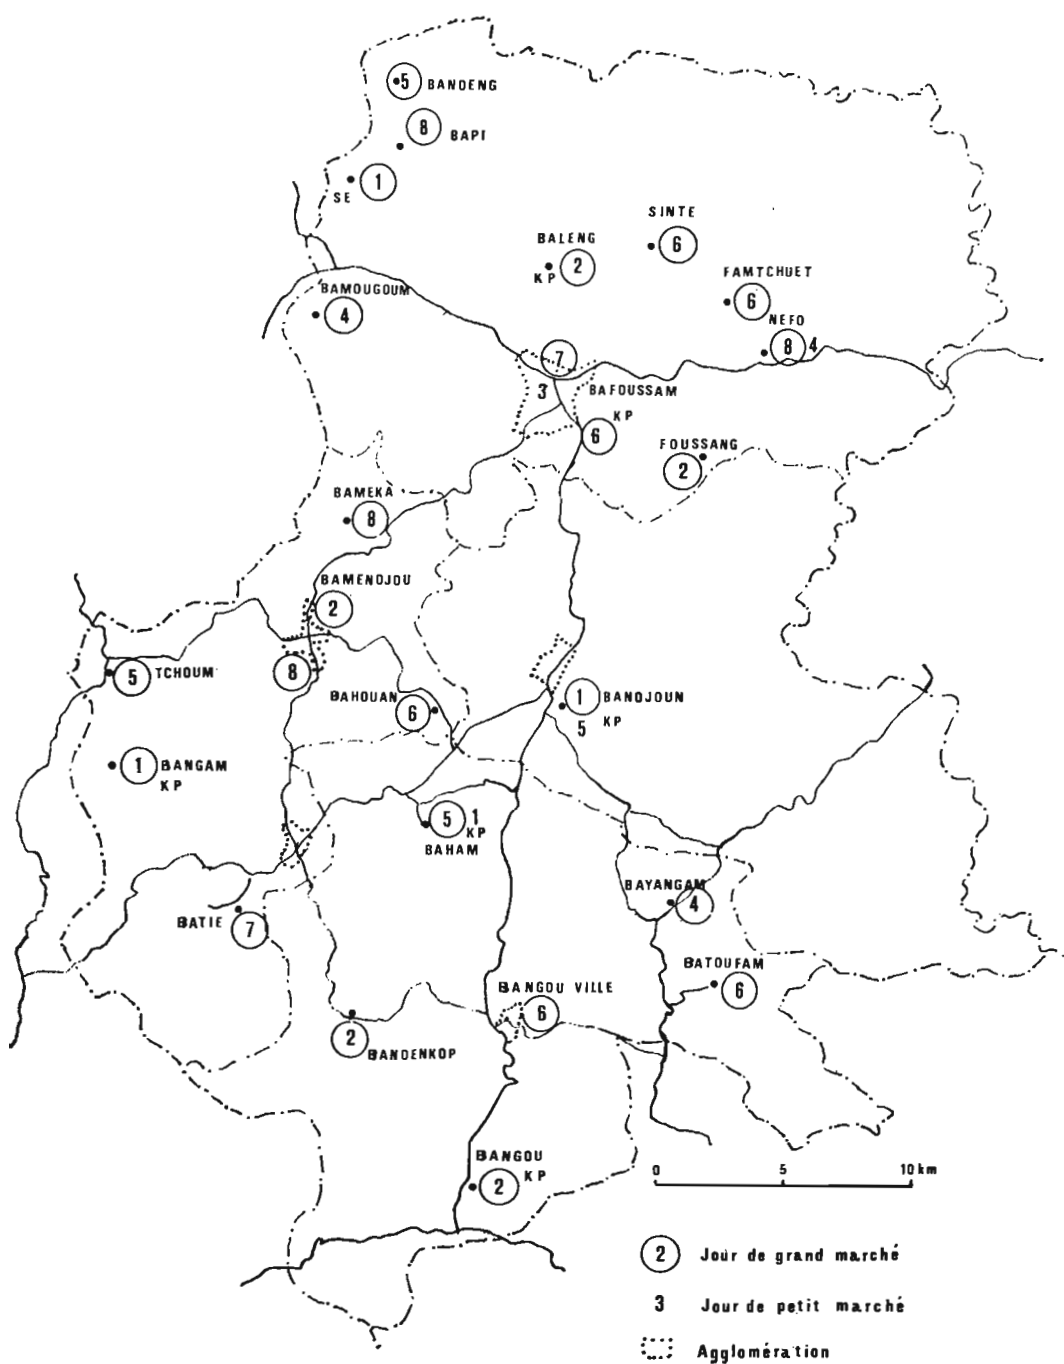 5 BANDENG
8 BAPI
1
SE
SINTE
6
BALENG
2
KP
FAMTCHUET
6
BAMOUGOUM
4
NEFO
8 4
7
3
BAFOUSSAM
KP
6
FOUSSANG
2
BAMEKA
8
BAMENDJOU
2
8
5 TCHOUM
BAHOUAN
6
1 BANDJOUN
5 KP
1 BANGAM
KP
5 1
KP
BAHAM
BAYANGAM
4
BATIE
7
BATOUFAM
6
BANGOU VILLE
6
2
BANDENKOP
BANGOU
KP
2
0 5 10 km
2 Jour de grand marché
3 Jour de petit marché
Agglomération